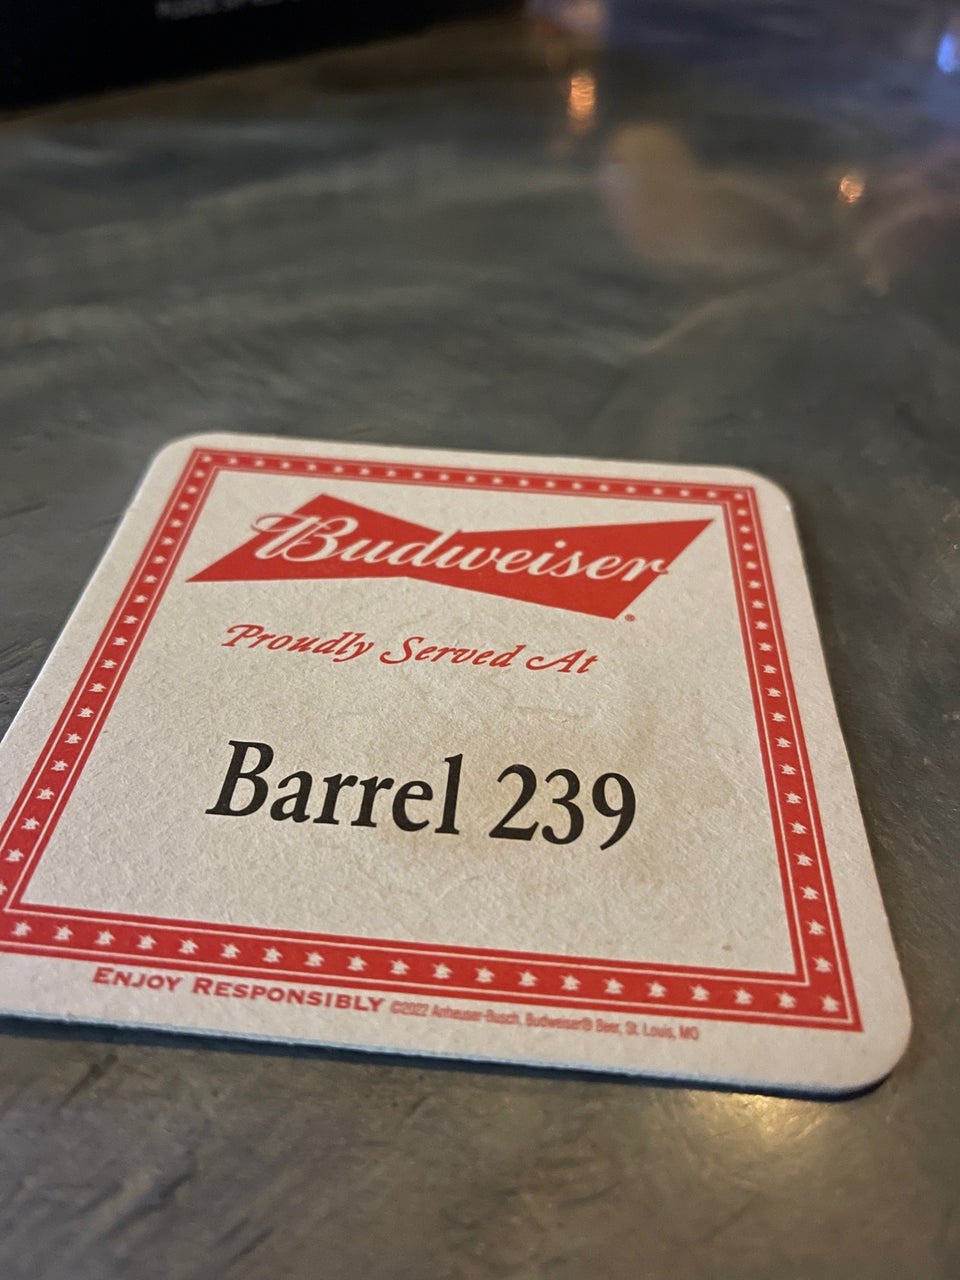 Budweiser®
Proudly Served At
Barrel 239
ENJOY RESPONSIBLY ©2022 Anheuser-Busch, Budweiser® Beer, St. Louis, MO